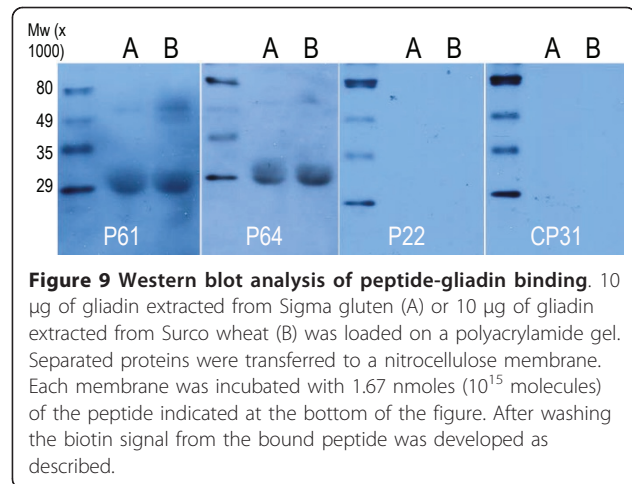 Mw (x
1000)
A B A B A B A B
80
49
35
29
P61 P64 P22 CP31
Figure 9 Western blot analysis of peptide-gliadin binding. 10
µg of gliadin extracted from Sigma gluten (A) or 10 µg of gliadin
extracted from Surco wheat (B) was loaded on a polyacrylamide gel.
Separated proteins were transferred to a nitrocellulose membrane.
Each membrane was incubated with 1.67 nmoles (10¹⁵ molecules)
of the peptide indicated at the bottom of the figure. After washing
the biotin signal from the bound peptide was developed as
described.